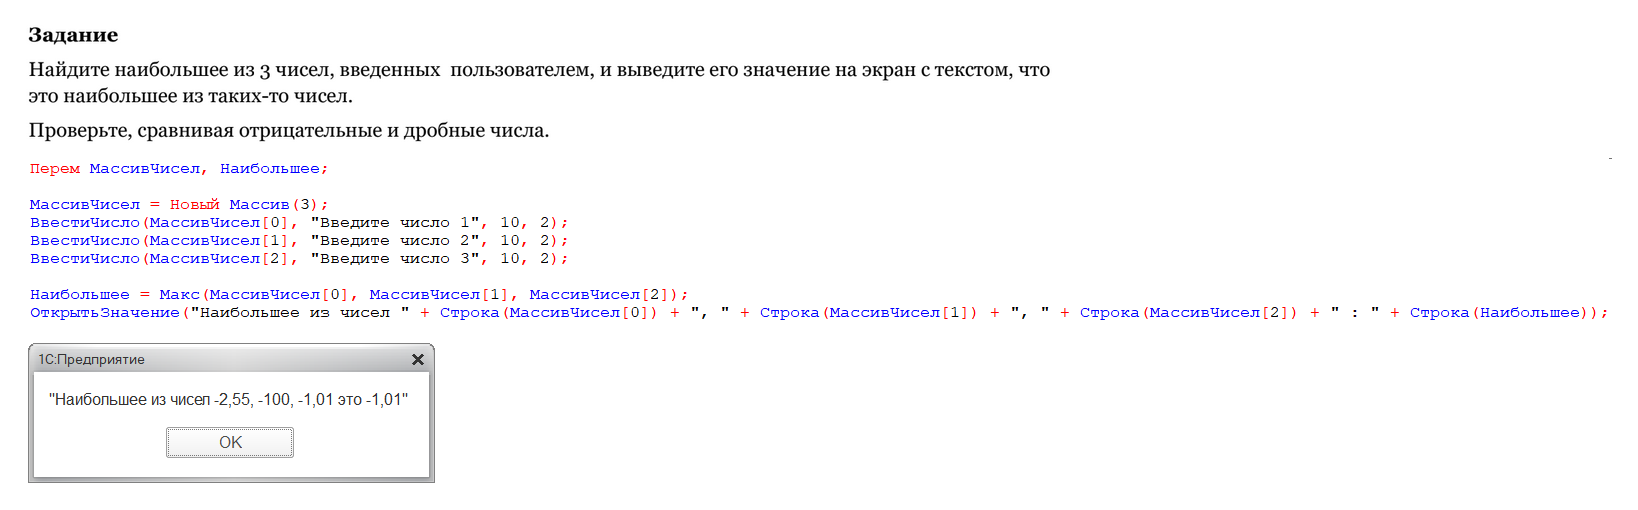 Задание
Найдите наибольшее из 3 чисел, введенных  пользователем, и выведите его значение на экран с текстом, что
это наибольшее из таких-то чисел.
Проверьте, сравнивая отрицательные и дробные числа.
Перем МассивЧисел, Наибольшее;
МассивЧисел = Новый Массив(3);
ВвестиЧисло(МассивЧисел[0], "Введите число 1", 10, 2);
ВвестиЧисло(МассивЧисел[1], "Введите число 2", 10, 2);
ВвестиЧисло(МассивЧисел[2], "Введите число 3", 10, 2);
Наибольшее = Макс(МассивЧисел[0], МассивЧисел[1], МассивЧисел[2]);
ОткрытьЗначение("Наибольшее из чисел " + Строка(МассивЧисел[0]) + ", " + Строка(МассивЧисел[1]) + ", " + Строка(МассивЧисел[2]) + " : " + Строка(Наибольшее));
1С:Предприятие
"Наибольшее из чисел -2,55, -100, -1,01 это -1,01"
OK